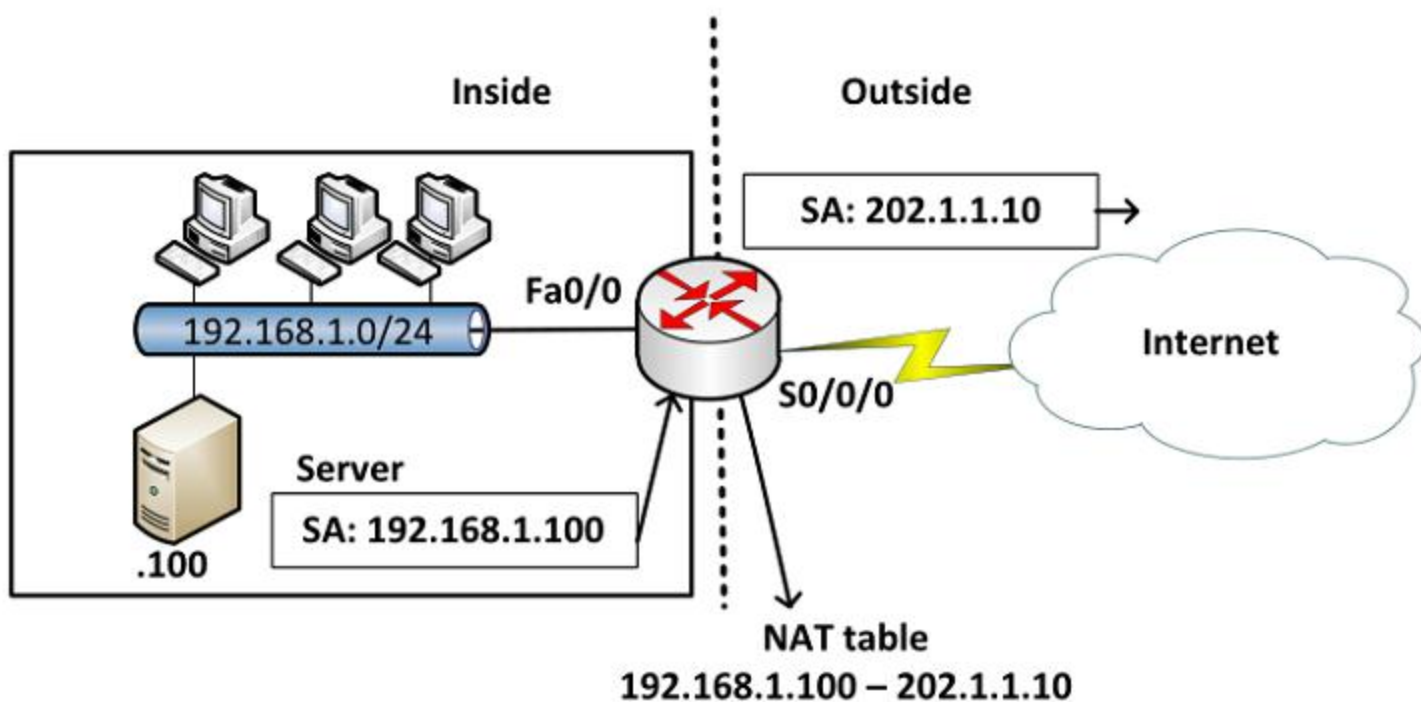 Inside
Outside
SA: 202.1.1.10
Fa0/0
192.168.1.0/24
Internet
S0/0/0
Server
SA: 192.168.1.100
.100
NAT table
192.168.1.100 – 202.1.1.10